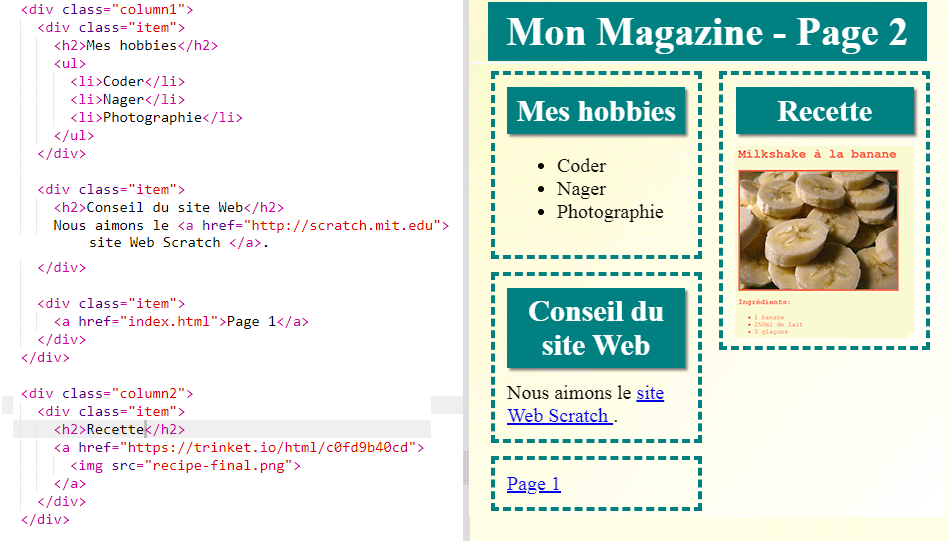 <div class="column1">
<div class="item">
<h2>Mes hobbies</h2>
<ul>
<li>Coder</li>
<li>Nager</li>
<li>Photographie</li>
</ul>
</div>
<div class="item">
<h2>Conseil du site Web</h2>
Nous aimons le <a href="http://scratch.mit.edu">
site Web Scratch </a>.
</div>
<div class="item">
<a href="index.html">Page 1</a>
</div>
</div>
<div class="column2">
<div class="item">
<h2>Recette</h2>
<a href="https://trinket.io/html/c0fd9b40cd">
<img src="recipe-final.png">
</a>
</div>
</div>
Mon Magazine - Page 2
Mes hobbies
Coder
Nager
Photographie
Conseil du
site Web
Nous aimons le site
Web Scratch .
Page 1
Recette
Milkshake à la banane
Ingrédients:
1 banane
250ml de lait
3 glaçons